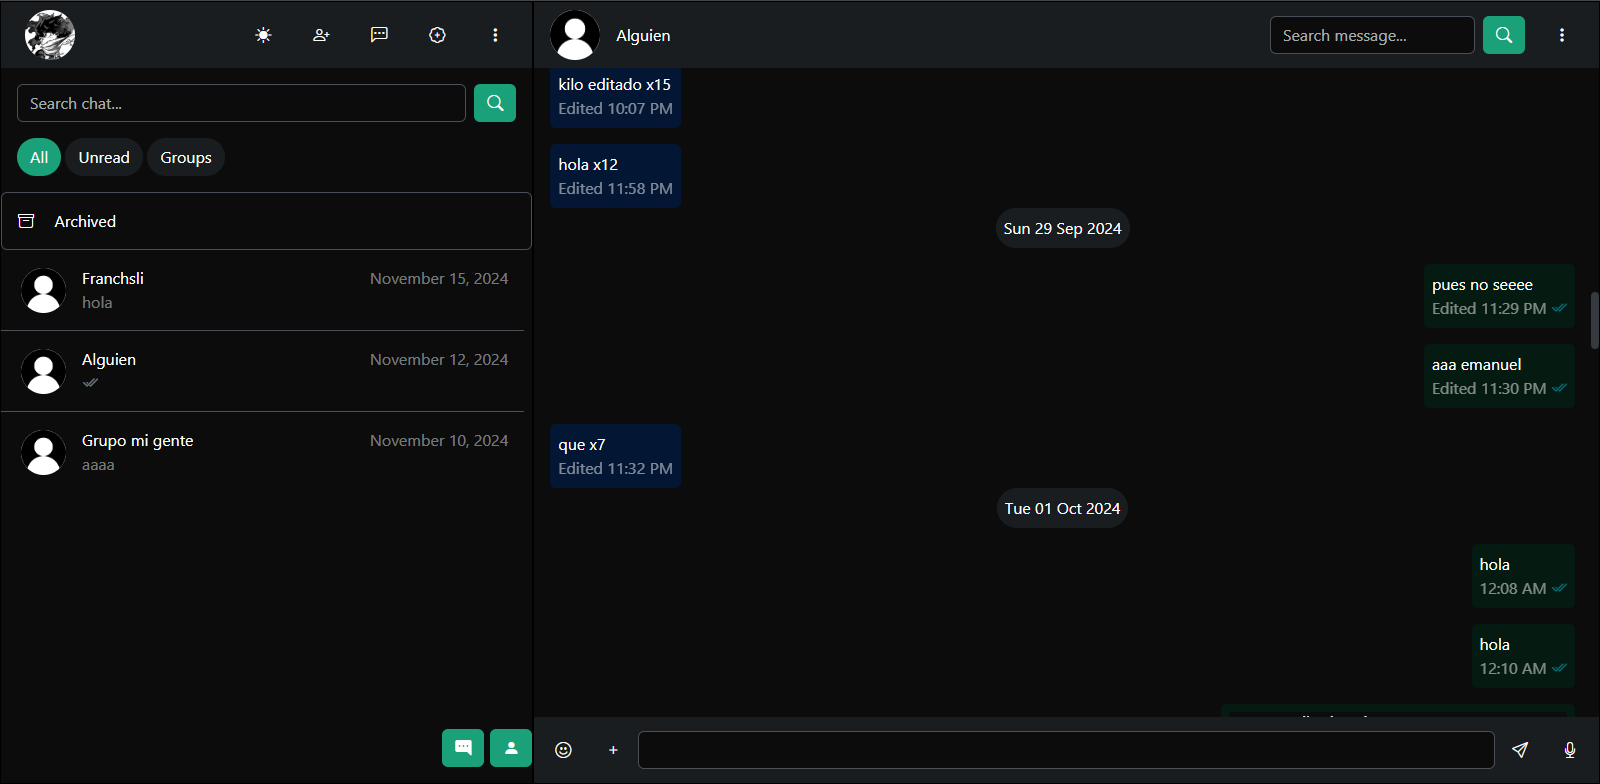 Search chat...
All
Unread
Groups
Archived
Franchsli
November 15, 2024
hola
Alguien
November 12, 2024
Grupo mi gente
November 10, 2024
aaaa
Alguien
Search message...
kilo editado x15
Edited 10:07 PM
hola x12
Edited 11:58 PM
Sun 29 Sep 2024
pues no seeee
Edited 11:29 PM
aaa emanuel
Edited 11:30 PM
que x7
Edited 11:32 PM
Tue 01 Oct 2024
hola
12:08 AM
hola
12:10 AM